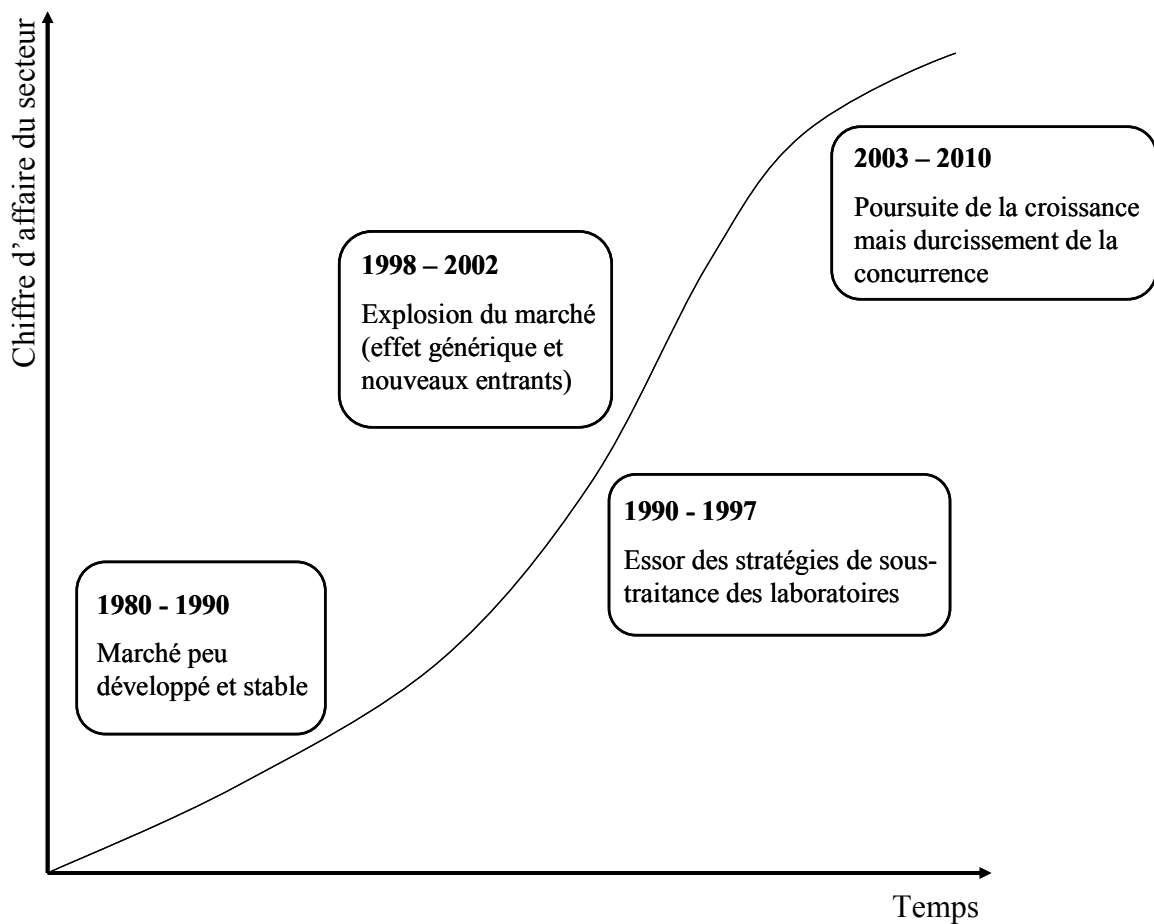 Chiffre d’affaire du secteur
2003 – 2010
Poursuite de la croissance
mais durcissement de la
concurrence
1998 – 2002
Explosion du marché
(effet générique et
nouveaux entrants)
1990 - 1997
Essor des stratégies de sous-
traitance des laboratoires
1980 - 1990
Marché peu
développé et stable
Temps